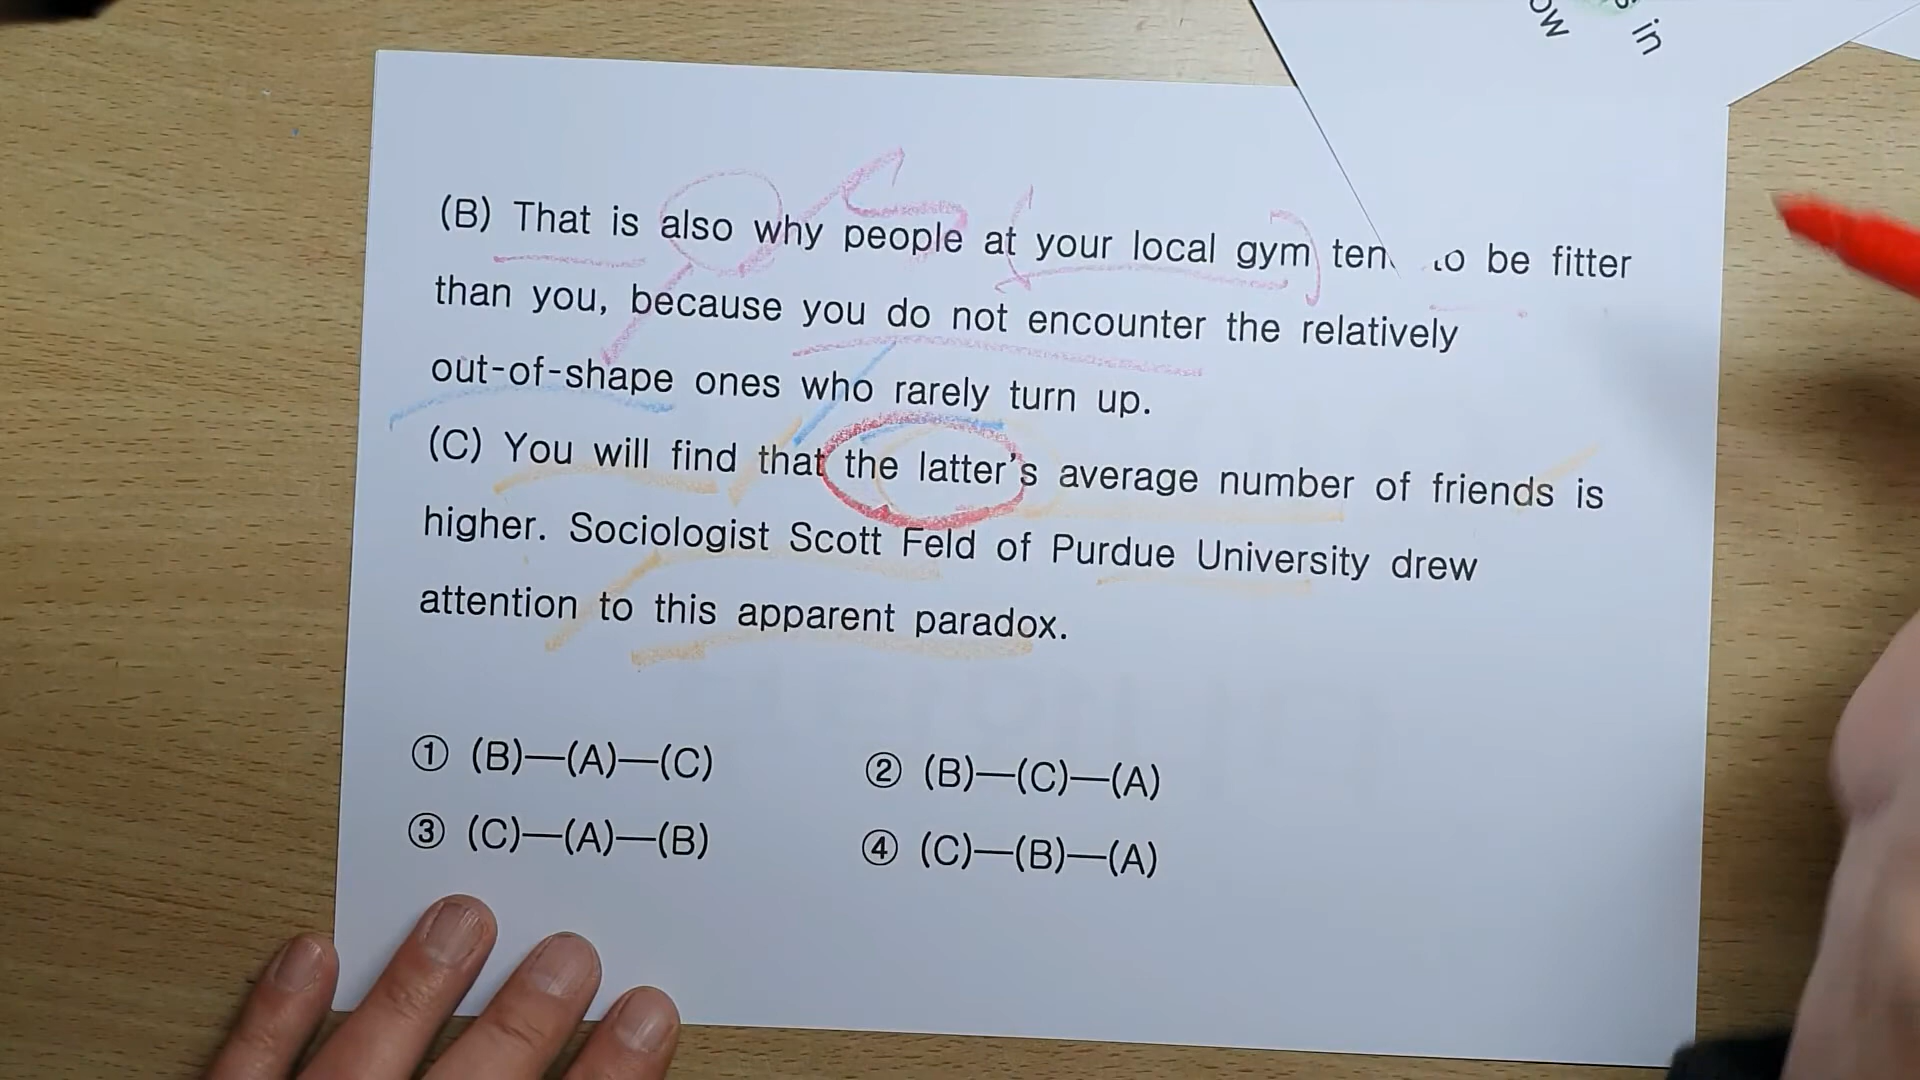 ow
s in
(B) That is also why people at your local gym ten to be fitter
than you, because you do not encounter the relatively
out-of-shape ones who rarely turn up.
(C) You will find that the latter's average number of friends is
higher. Sociologist Scott Feld of Purdue University drew
attention to this apparent paradox.
① (B)—(A)—(C) ② (B)—(C)—(A)
③ (C)—(A)—(B) ④ (C)—(B)—(A)